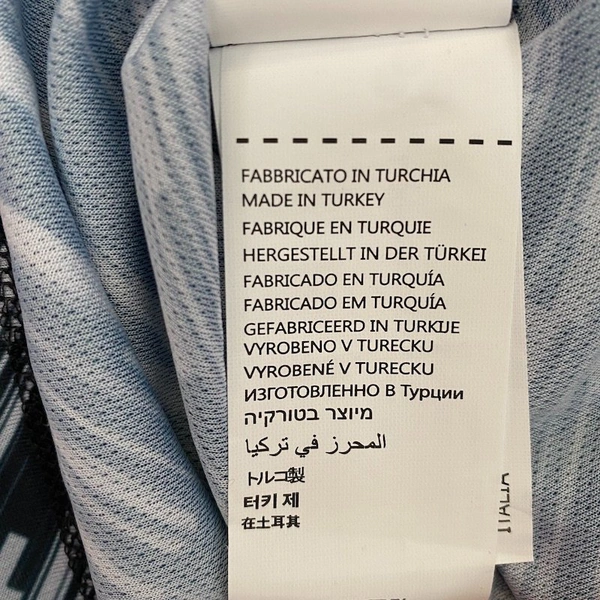 FABBRICATO IN TURCHIA
MADE IN TURKEY
FABRIQUE EN TURQUIE
HERGESTELLT IN DER TÜRKEI
FABRICADO EN TURQUÍA
FABRICADO EM TURQUÍA
GEFABRICEERD IN TURKIJE
VYROBENO V TURECKU
VYROBENÉ V TURECKU
ИЗГОТОВЛЕННО В Турции
מיוצר בטורקיה
المحرز في تركيا
トルコ製
터키 제
在土耳其
ITALIA